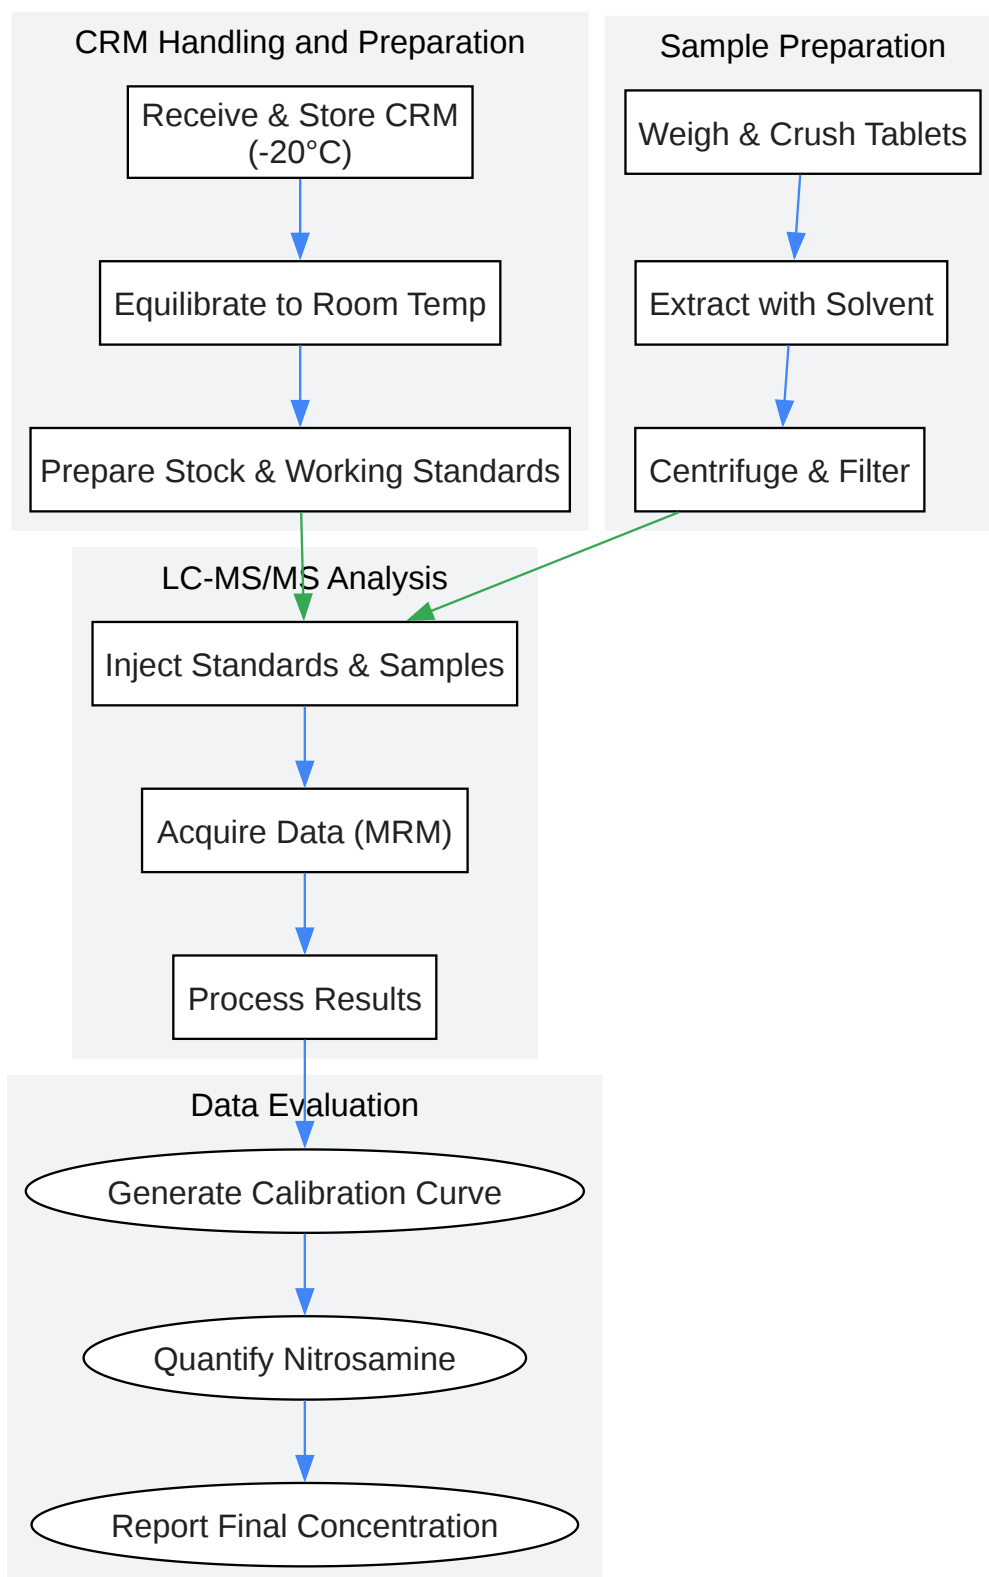 CRM Handling and Preparation
Receive & Store CRM
(-20°C)
Equilibrate to Room Temp
Prepare Stock & Working Standards
Sample Preparation
Weigh & Crush Tablets
Extract with Solvent
Centrifuge & Filter
LC-MS/MS Analysis
Inject Standards & Samples
Acquire Data (MRM)
Process Results
Data Evaluation
Generate Calibration Curve
Quantify Nitrosamine
Report Final Concentration